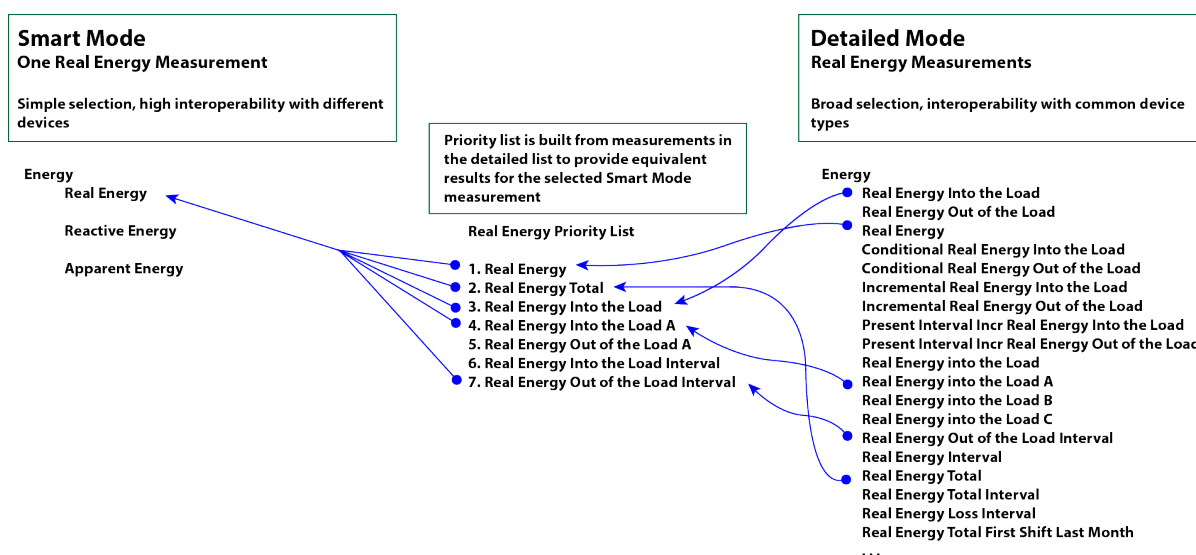 Smart Mode
One Real Energy Measurement
Simple selection, high interoperability with different
devices
Detailed Mode
Real Energy Measurements
Broad selection, interoperability with common device
types
Priority list is built from measurements in
the detailed list to provide equivalent
results for the selected Smart Mode
measurement
Energy
Real Energy
Reactive Energy
Apparent Energy
Real Energy Priority List
1. Real Energy
2. Real Energy Total
3. Real Energy Into the Load
4. Real Energy Into the Load A
5. Real Energy Out of the Load A
6. Real Energy Into the Load Interval
7. Real Energy Out of the Load Interval
Energy
Real Energy Into the Load
Real Energy Out of the Load
Real Energy
Conditional Real Energy Into the Load
Conditional Real Energy Out of the Load
Incremental Real Energy Into the Load
Incremental Real Energy Out of the Load
Present Interval Incr Real Energy Into the Load
Present Interval Incr Real Energy Out of the Load
Real Energy into the Load
Real Energy into the Load A
Real Energy into the Load B
Real Energy into the Load C
Real Energy Out of the Load Interval
Real Energy Interval
Real Energy Total
Real Energy Total Interval
Real Energy Loss Interval
Real Energy Total First Shift Last Month
...